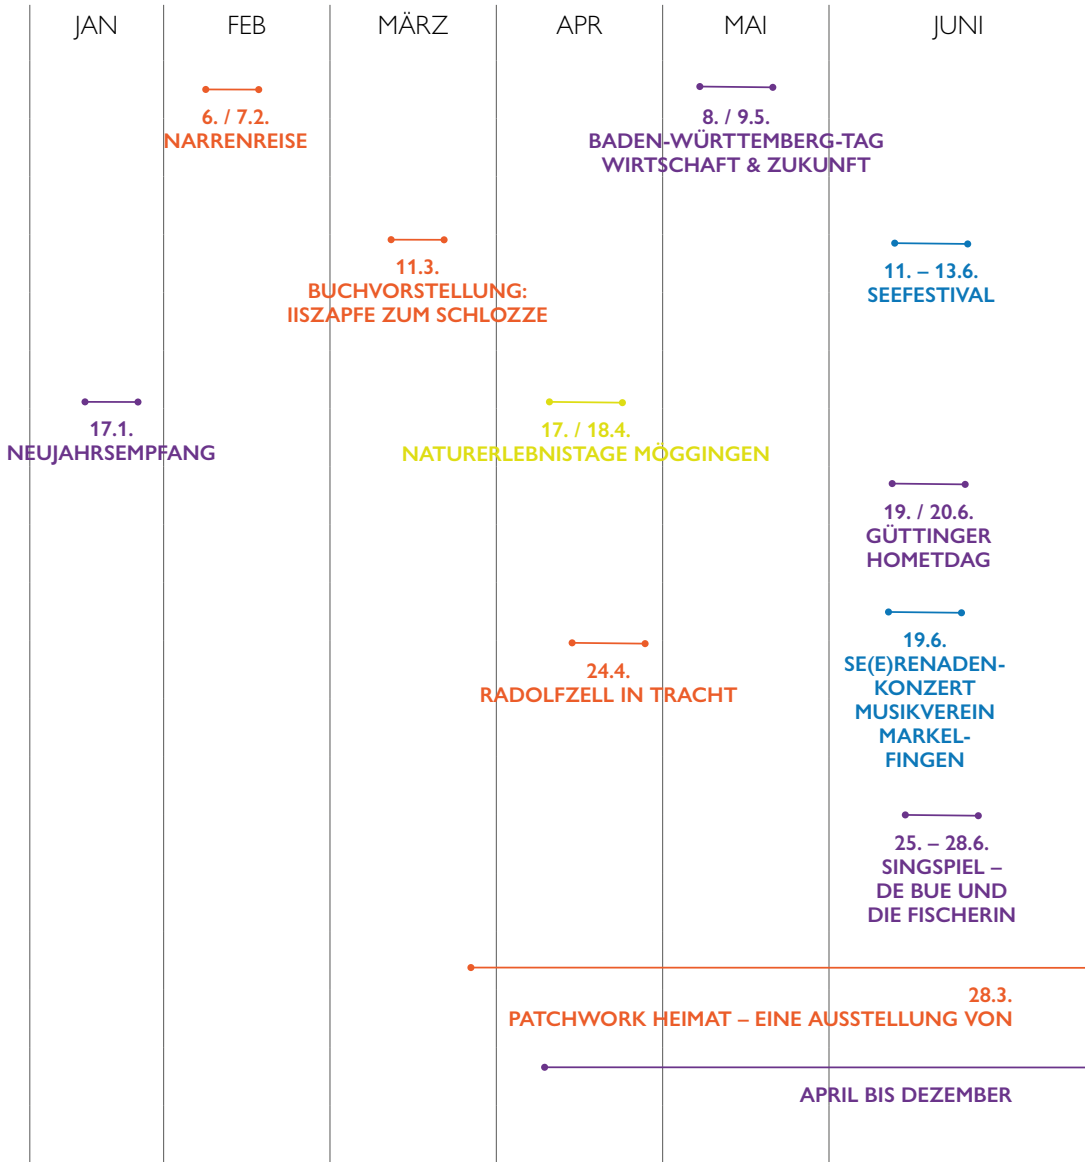 JAN
FEB
MÄRZ
APR
MAI
JUNI
6. / 7.2.
NARRENREISE
8. / 9.5.
BADEN-WÜRTTEMBERG-TAG
WIRTSCHAFT & ZUKUNFT
11.3.
BUCHVORSTELLUNG:
IISZAPFE ZUM SCHLOZZE
11. – 13.6.
SEEFESTIVAL
17.1.
NEUJAHRSEMPFANG
17. / 18.4.
NATURERLEBNISTAGE MÖGGINGEN
19. / 20.6.
GÜTTINGER
HOMETDAG
19.6.
SE(E)RENADEN-
KONZERT
MUSIKVEREIN
MARKEL-
FINGEN
24.4.
RADOLFZELL IN TRACHT
25. – 28.6.
SINGSPIEL –
DE BUE UND
DIE FISCHERIN
28.3.
PATCHWORK HEIMAT – EINE AUSSTELLUNG VON
APRIL BIS DEZEMBER